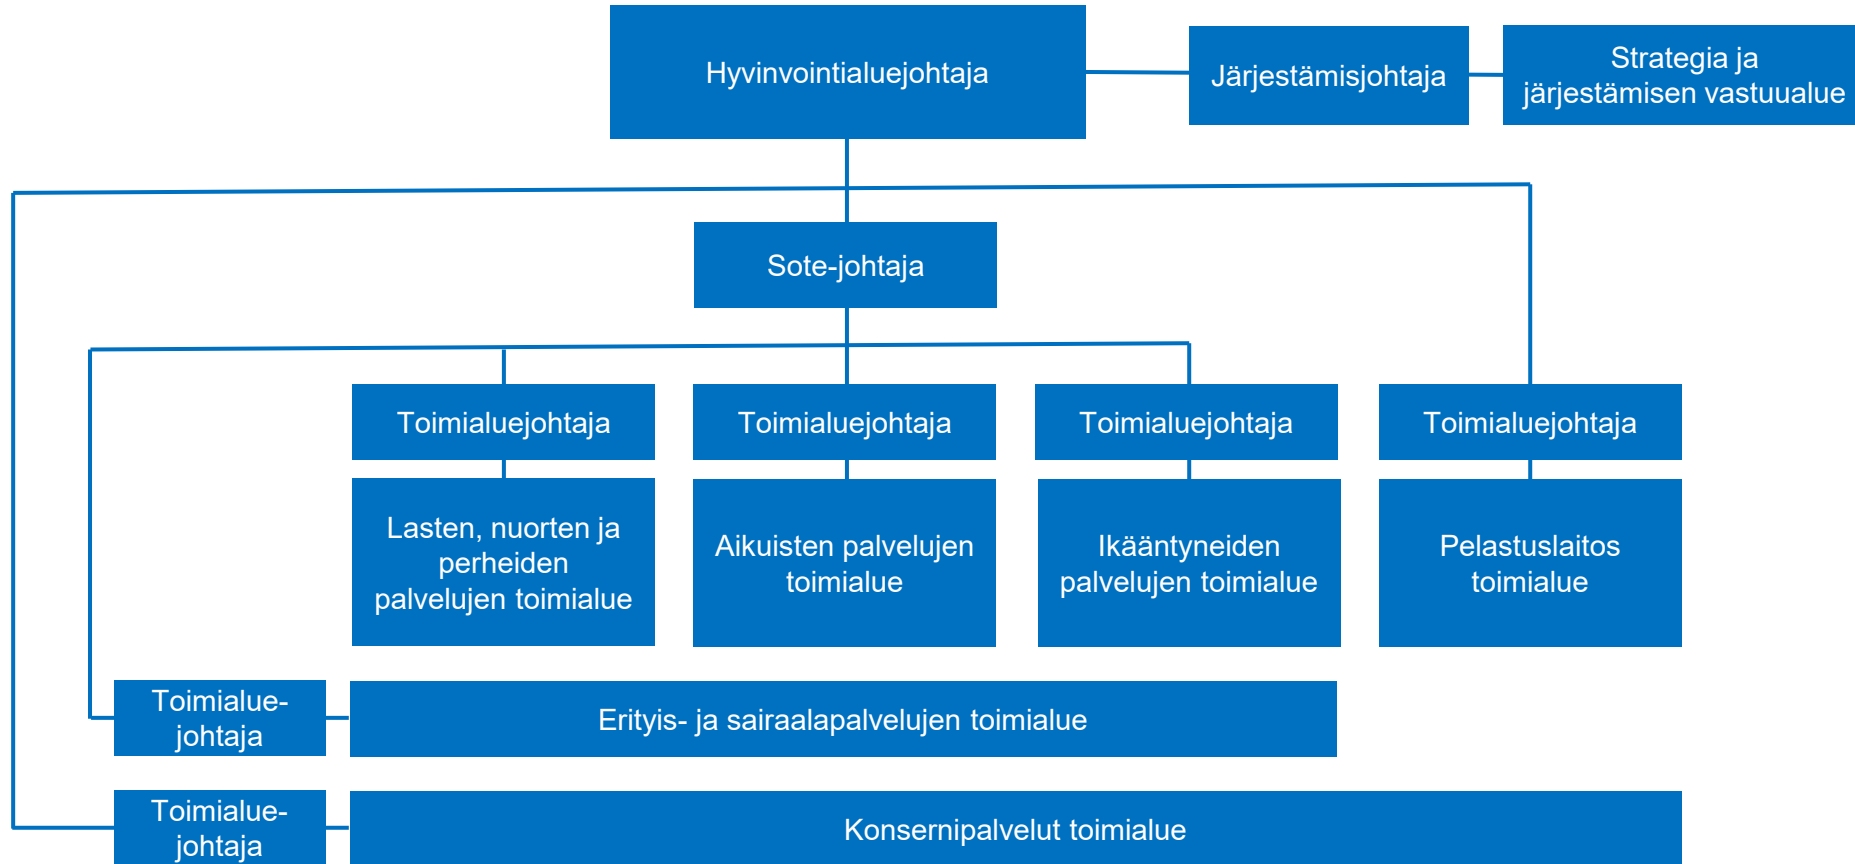 Hyvinvointialuejohtaja
Järjestämisjohtaja
Strategia ja
järjestämisen vastuualue
Sote-johtaja
Toimialuejohtaja
Toimialuejohtaja
Toimialuejohtaja
Toimialuejohtaja
Lasten, nuorten ja
perheiden
palvelujen toimialue
Aikuisten palvelujen
toimialue
Ikääntyneiden
palvelujen toimialue
Pelastuslaitos
toimialue
Toimialue-
johtaja
Erityis- ja sairaalapalvelujen toimialue
Toimialue-
johtaja
Konsernipalvelut toimialue